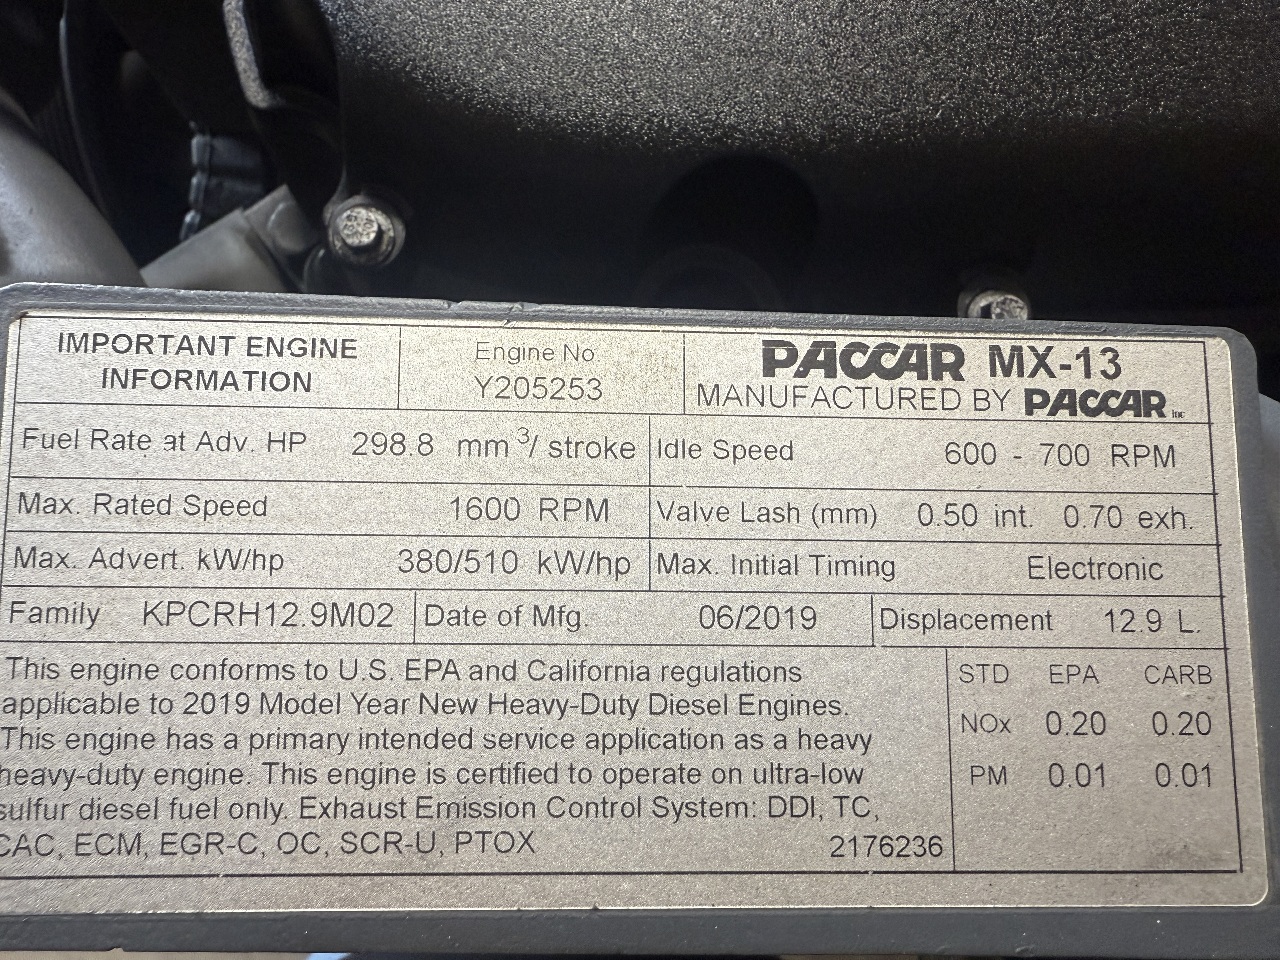 IMPORTANT ENGINE
INFORMATION
Engine No
Y205253
PACCAR MX-13
MANUFACTURED BY PACCAR inc
Fuel Rate at Adv. HP 298.8 mm³/ stroke
Idle Speed 600 - 700 RPM
Max. Rated Speed 1600 RPM
Valve Lash (mm) 0.50 int. 0.70 exh.
Max. Advert. kW/hp 380/510 kW/hp
Max. Initial Timing Electronic
Family KPCRH12.9M02
Date of Mfg. 06/2019
Displacement 12.9 L.
This engine conforms to U.S. EPA and California regulations
applicable to 2019 Model Year New Heavy-Duty Diesel Engines.
This engine has a primary intended service application as a heavy
heavy-duty engine. This engine is certified to operate on ultra-low
sulfur diesel fuel only. Exhaust Emission Control System: DDI, TC,
CAC, ECM, EGR-C, OC, SCR-U, PTOX 2176236
STD EPA CARB
NOx 0.20 0.20
PM 0.01 0.01